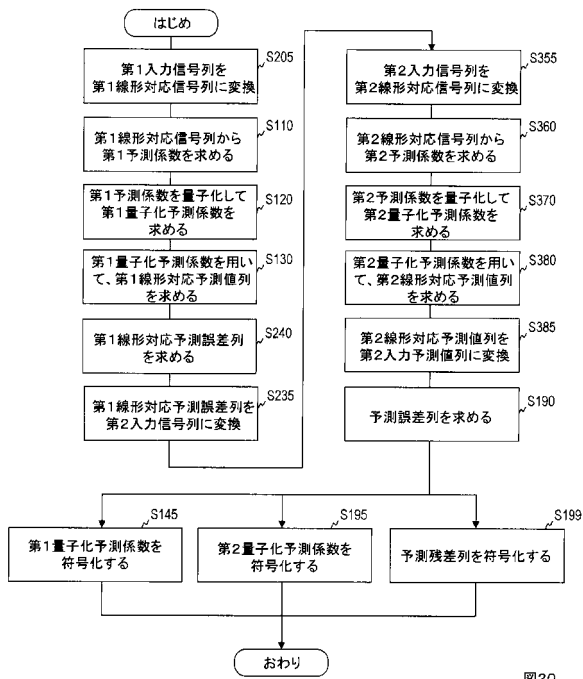 はじめ
S205
第1入力信号列を
第1線形対応信号列に変換
S110
第1線形対応信号列から
第1予測係数を求める
S120
第1予測係数を量子化して
第1量子化予測係数を
求める
S130
第1量子化予測係数を用い
て、第1線形対応予測値列
を求める
S240
第1線形対応予測誤差列
を求める
S235
第1線形対応予測誤差列を
第2入力信号列に変換
S355
第2入力信号列を
第2線形対応信号列に変換
S360
第2線形対応信号列から
第2予測係数を求める
S370
第2予測係数を量子化して
第2量子化予測係数を
求める
S380
第2量子化予測係数を用い
て、第2線形対応予測値列
を求める
S385
第2線形対応予測値列を
第2入力予測値列に変換
S190
予測誤差列を求める
S145
第1量子化予測係数を
符号化する
S195
第2量子化予測係数を
符号化する
S199
予測残差列を符号化する
おわり
図30